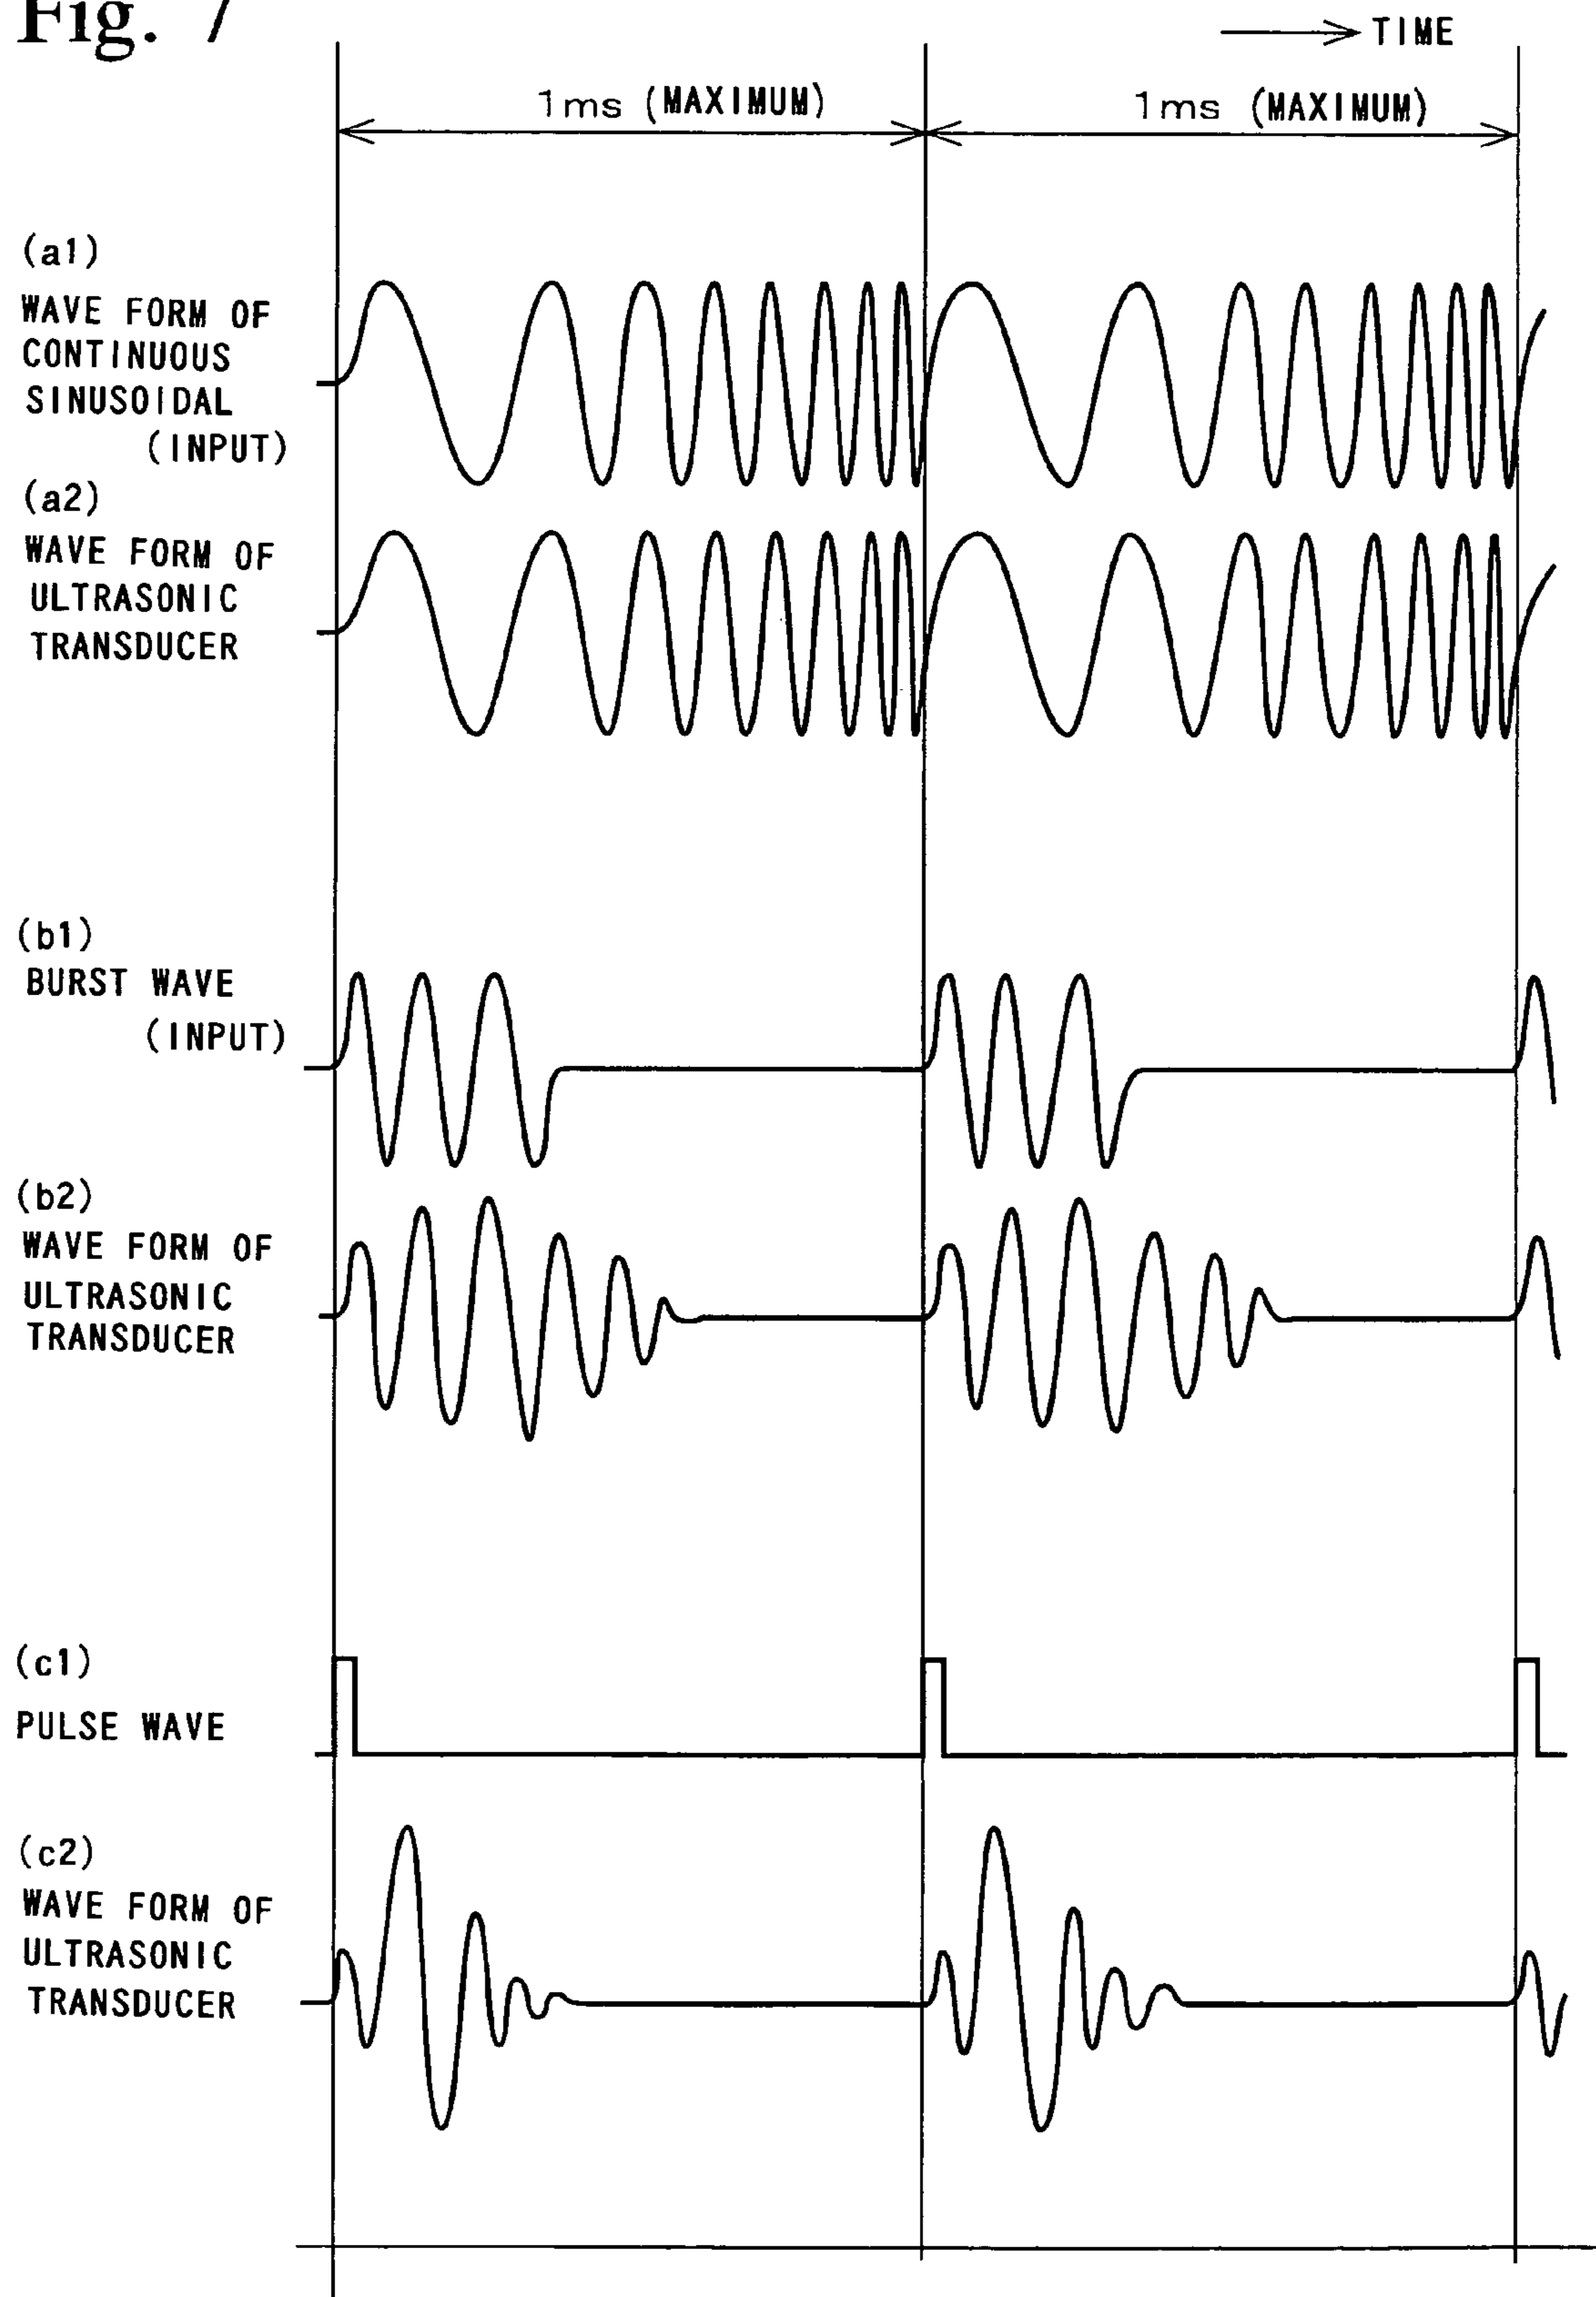 Fig. 7
TIME
1ms (MAXIMUM)
1ms (MAXIMUM)
(a1)
WAVE FORM OF
CONTINUOUS
SINUSOIDAL
(INPUT)
(a2)
WAVE FORM OF
ULTRASONIC
TRANSDUCER
(b1)
BURST WAVE
(INPUT)
(b2)
WAVE FORM OF
ULTRASONIC
TRANSDUCER
(c1)
PULSE WAVE
(c2)
WAVE FORM OF
ULTRASONIC
TRANSDUCER